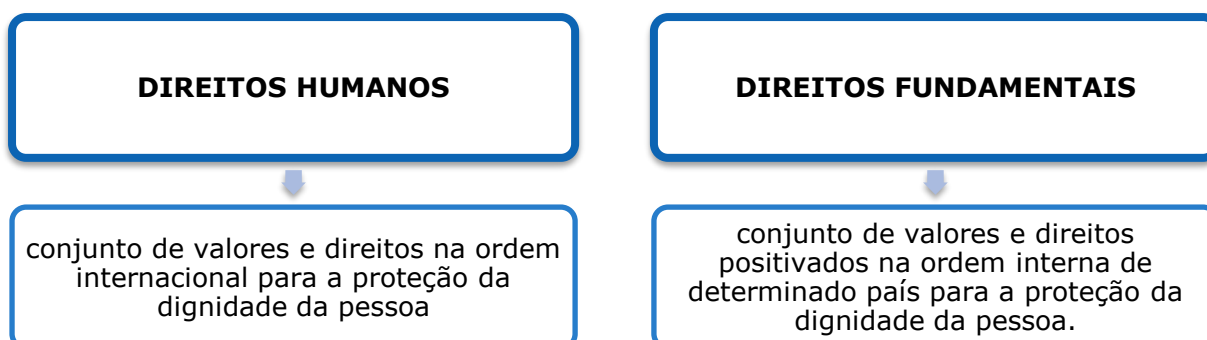 DIREITOS HUMANOS
conjunto de valores e direitos na ordem
internacional para a proteção da
dignidade da pessoa
DIREITOS FUNDAMENTAIS
conjunto de valores e direitos
positivados na ordem interna de
determinado país para a proteção da
dignidade da pessoa.